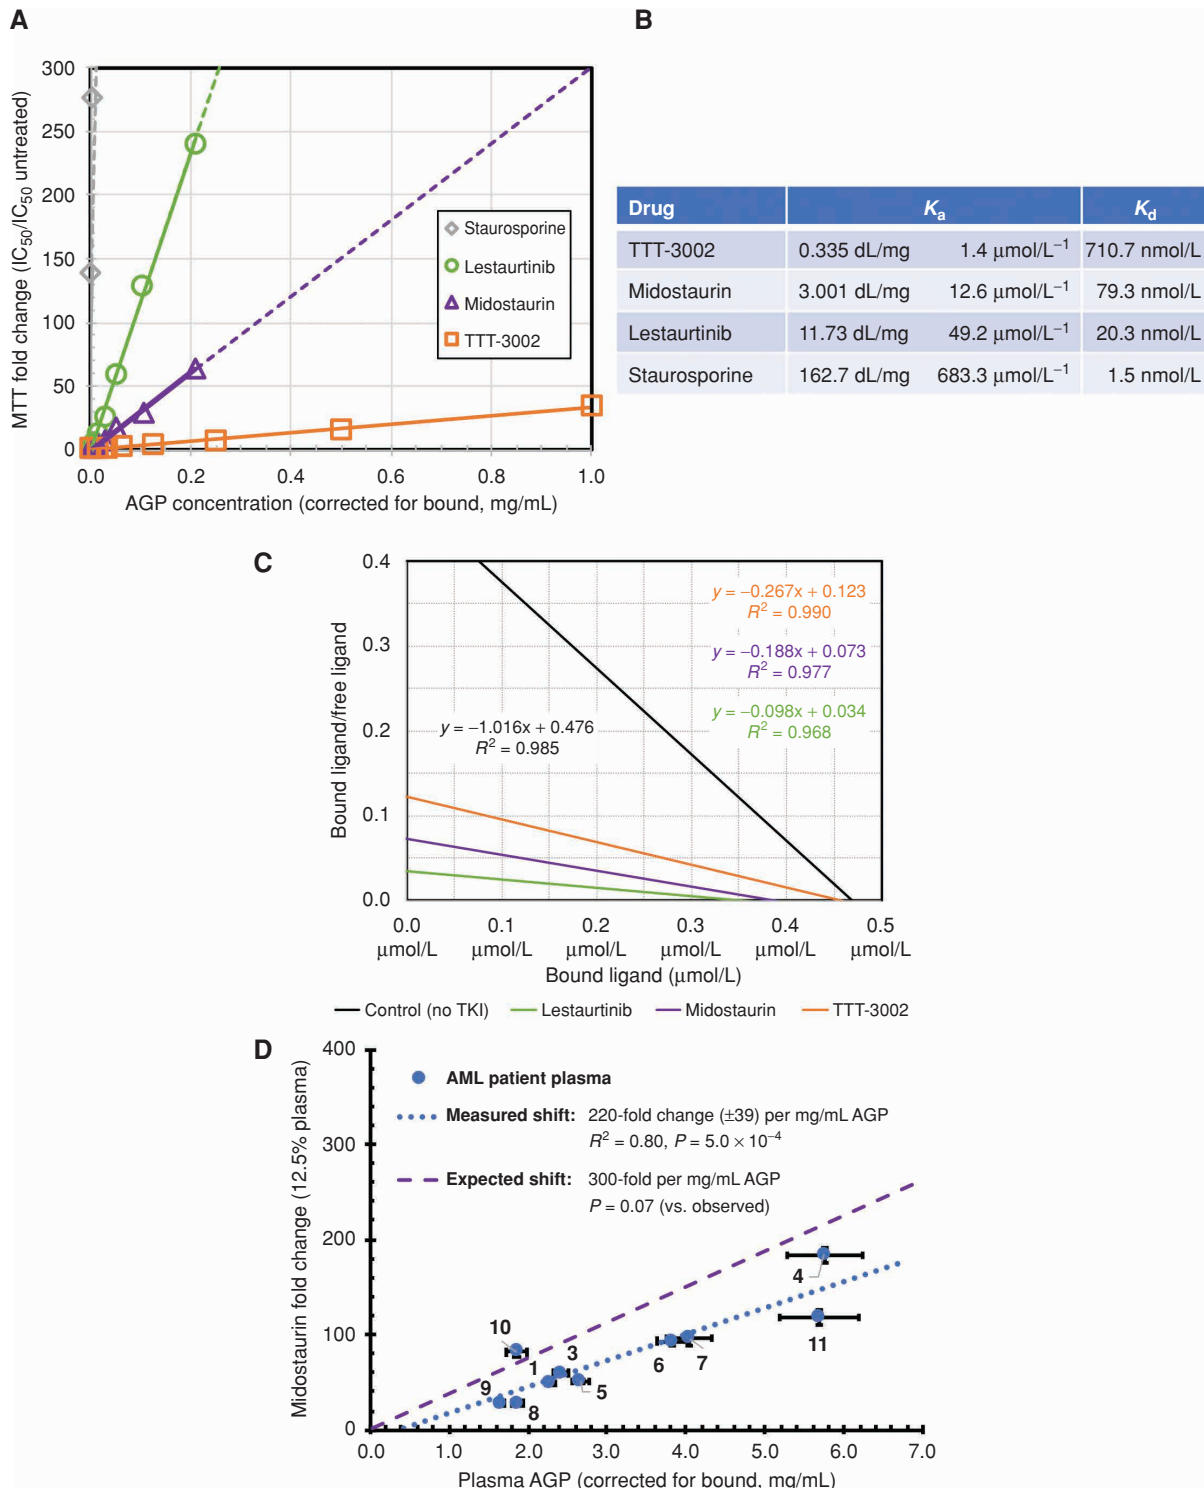 A
B
MTT fold change (IC50/IC50 untreated)
300
250
200
150
100
50
0
0.0 0.2 0.4 0.6 0.8 1.0
AGP concentration (corrected for bound, mg/mL)
Staurosporine
Lestaurtinib
Midostaurin
TTT-3002
Drug Ka Kd
TTT-3002 0.335 dL/mg 1.4 μmol/L−1 710.7 nmol/L
Midostaurin 3.001 dL/mg 12.6 μmol/L−1 79.3 nmol/L
Lestaurtinib 11.73 dL/mg 49.2 μmol/L−1 20.3 nmol/L
Staurosporine 162.7 dL/mg 683.3 μmol/L−1 1.5 nmol/L
C
Bound ligand/free ligand
0.4
0.3
0.2
0.1
0.0
y = −0.267x + 0.123
R2 = 0.990
y = −0.188x + 0.073
R2 = 0.977
y = −0.098x + 0.034
R2 = 0.968
y = −1.016x + 0.476
R2 = 0.985
0.0 0.1 0.2 0.3 0.4 0.5
μmol/L μmol/L μmol/L μmol/L μmol/L μmol/L
Bound ligand (μmol/L)
Control (no TKI) Lestaurtinib Midostaurin TTT-3002
D
Midostaurin fold change (12.5% plasma)
400
300
200
100
0
AML patient plasma
Measured shift: 220-fold change (±39) per mg/mL AGP
R2 = 0.80, P = 5.0 × 10−4
Expected shift: 300-fold per mg/mL AGP
P = 0.07 (vs. observed)
4
10
1
3
6
7
11
9
8
5
0.0 1.0 2.0 3.0 4.0 5.0 6.0 7.0
Plasma AGP (corrected for bound, mg/mL)